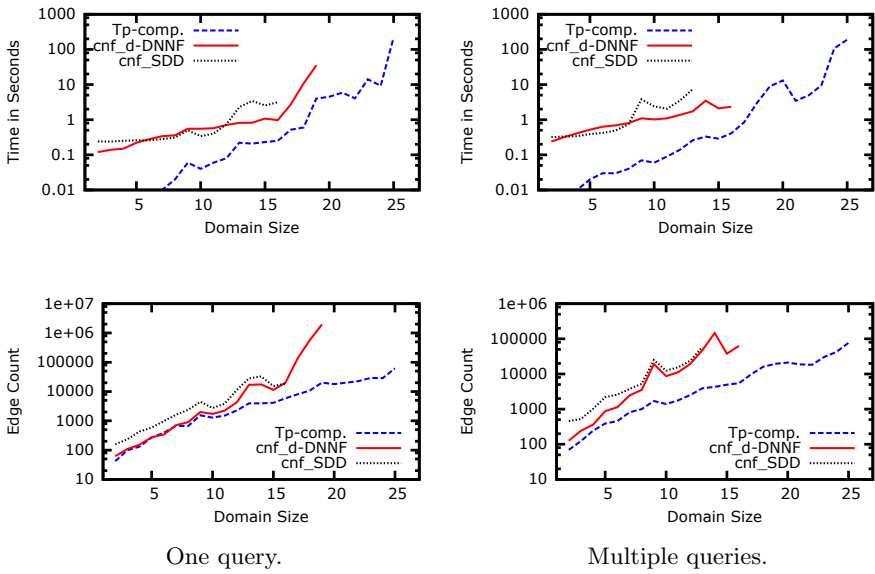 Time in Seconds
1000
100
10
1
0.1
0.01
Tp-comp.
cnf_d-DNNF
cnf_SDD
5 10 15 20 25
Domain Size
Time in Seconds
1000
100
10
1
0.1
0.01
Tp-comp.
cnf_d-DNNF
cnf_SDD
5 10 15 20 25
Domain Size
Edge Count
1e+07
1e+06
100000
10000
1000
100
10
Tp-comp.
cnf_d-DNNF
cnf_SDD
5 10 15 20 25
Domain Size
Edge Count
1e+06
100000
10000
1000
100
10
Tp-comp.
cnf_d-DNNF
cnf_SDD
5 10 15 20 25
Domain Size
One query.
Multiple queries.